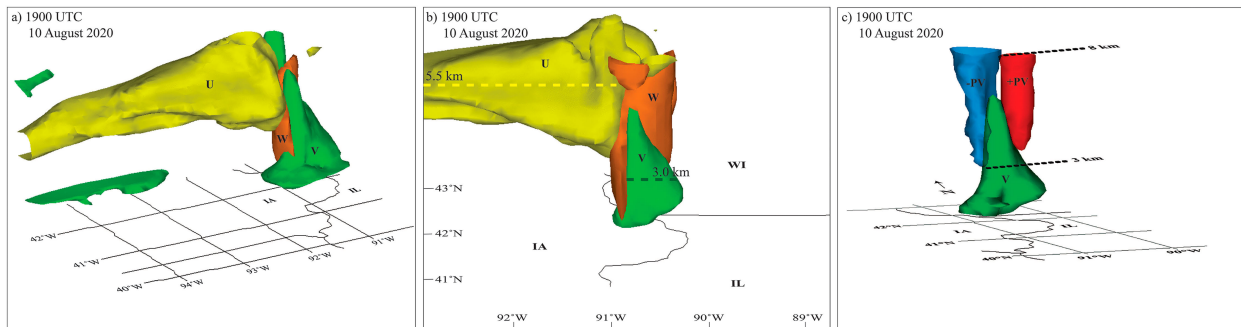 a) 1900 UTC
10 August 2020
U
W
V
IA
IL
42°W
41°W
40°W
94°W
93°W
92°W
91°W
b) 1900 UTC
10 August 2020
U
5.5 km
W
V
3.0 km
WI
43°N
42°N
41°N
IA
IL
92°W
91°W
90°W
89°W
c) 1900 UTC
10 August 2020
8 km
-PV
+PV
3 km
V
N
42°N
IA
IL
41°N
40°N
91°W
90°W